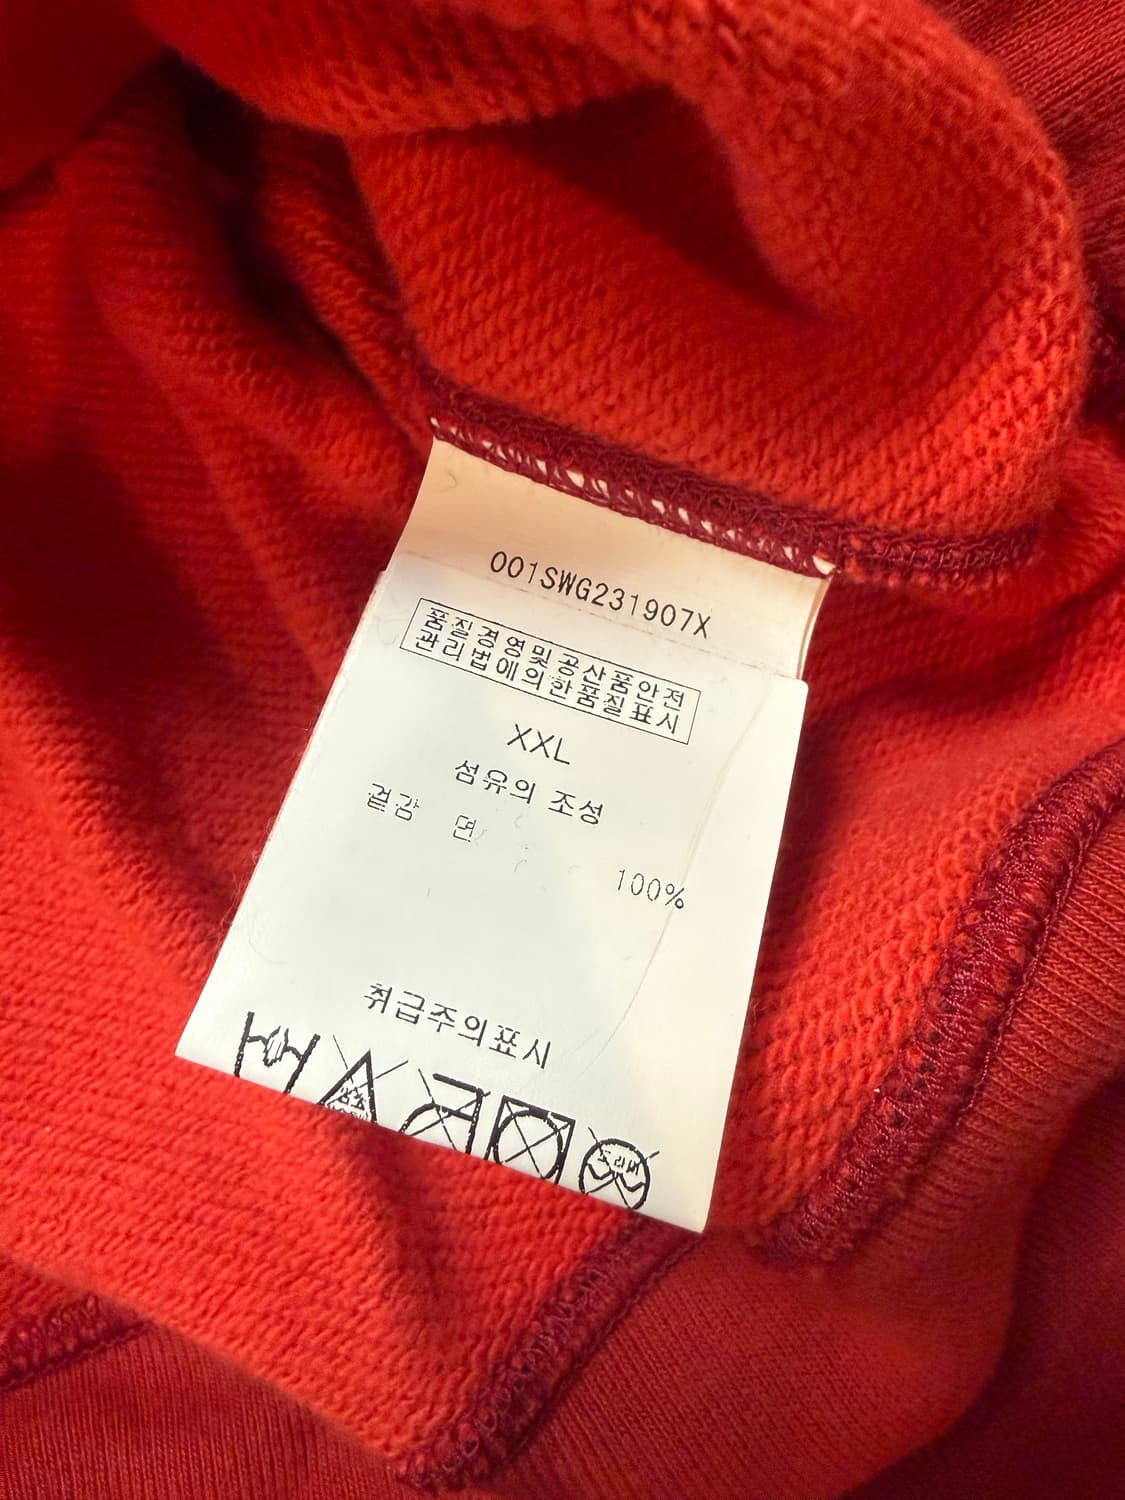 001SWG231907X
품질경영및공산품안전
관리법에의한품질표시
XXL
섬유의 조성
겉감 면 100%
취급주의표시